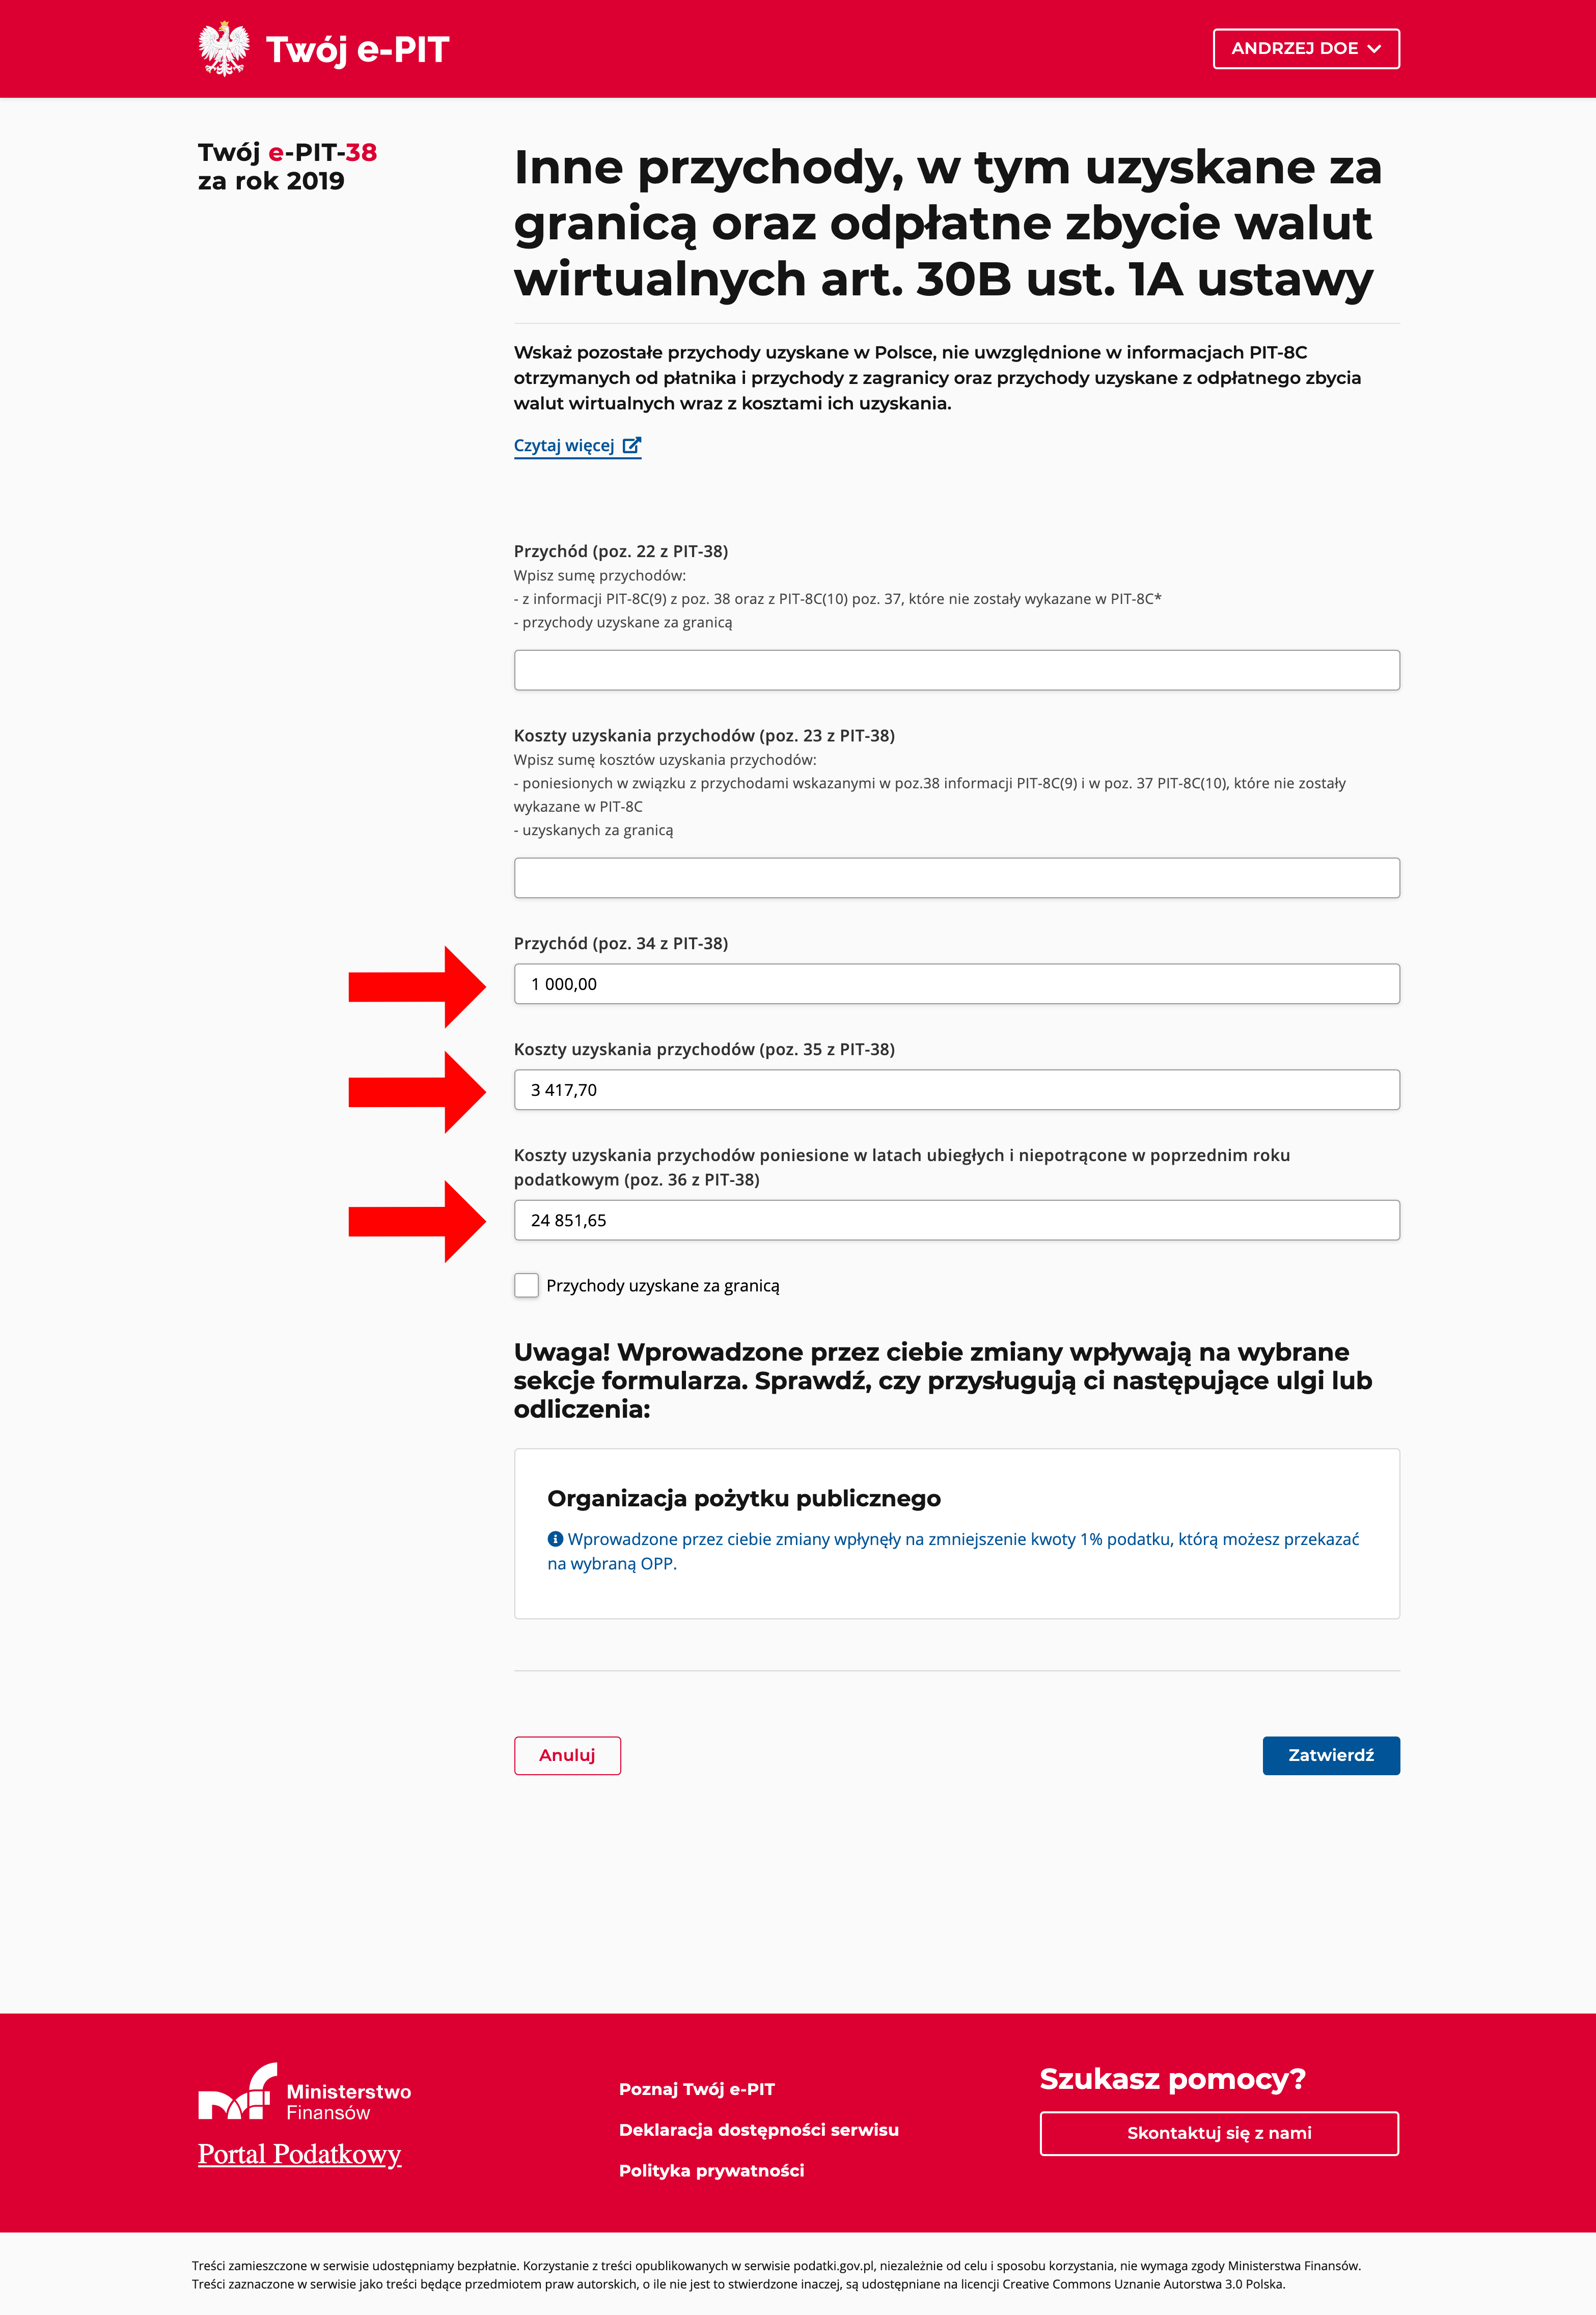 Twój e-PIT
ANDRZEJ DOE
Twój e-PIT-38
za rok 2019
Inne przychody, w tym uzyskane za
granicą oraz odpłatne zbycie walut
wirtualnych art. 30B ust. 1A ustawy
Wskaż pozostałe przychody uzyskane w Polsce, nie uwzględnione w informacjach PIT-8C
otrzymanych od płatnika i przychody z zagranicy oraz przychody uzyskane z odpłatnego zbycia
walut wirtualnych wraz z kosztami ich uzyskania.
Czytaj więcej
Przychód (poz. 22 z PIT-38)
Wpisz sumę przychodów:
- z informacji PIT-8C(9) z poz. 38 oraz z PIT-8C(10) poz. 37, które nie zostały wykazane w PIT-8C*
- przychody uzyskane za granicą
Koszty uzyskania przychodów (poz. 23 z PIT-38)
Wpisz sumę kosztów uzyskania przychodów:
- poniesionych w związku z przychodami wskazanymi w poz.38 informacji PIT-8C(9) i w poz. 37 PIT-8C(10), które nie zostały
wykazane w PIT-8C
- uzyskanych za granicą
Przychód (poz. 34 z PIT-38)
1 000,00
Koszty uzyskania przychodów (poz. 35 z PIT-38)
3 417,70
Koszty uzyskania przychodów poniesione w latach ubiegłych i niepotrącone w poprzednim roku
podatkowym (poz. 36 z PIT-38)
24 851,65
Przychody uzyskane za granicą
Uwaga! Wprowadzone przez ciebie zmiany wpływają na wybrane
sekcje formularza. Sprawdź, czy przysługują ci następujące ulgi lub
odliczenia:
Organizacja pożytku publicznego
Wprowadzone przez ciebie zmiany wpłynęły na zmniejszenie kwoty 1% podatku, którą możesz przekazać
na wybraną OPP.
Anuluj
Zatwierdź
Ministerstwo
Finansów
Portal Podatkowy
Poznaj Twój e-PIT
Deklaracja dostępności serwisu
Polityka prywatności
Szukasz pomocy?
Skontaktuj się z nami
Treści zamieszczone w serwisie udostępniamy bezpłatnie. Korzystanie z treści opublikowanych w serwisie podatki.gov.pl, niezależnie od celu i sposobu korzystania, nie wymaga zgody Ministerstwa Finansów.
Treści zaznaczone w serwisie jako treści będące przedmiotem praw autorskich, o ile nie jest to stwierdzone inaczej, są udostępniane na licencji Creative Commons Uznanie Autorstwa 3.0 Polska.